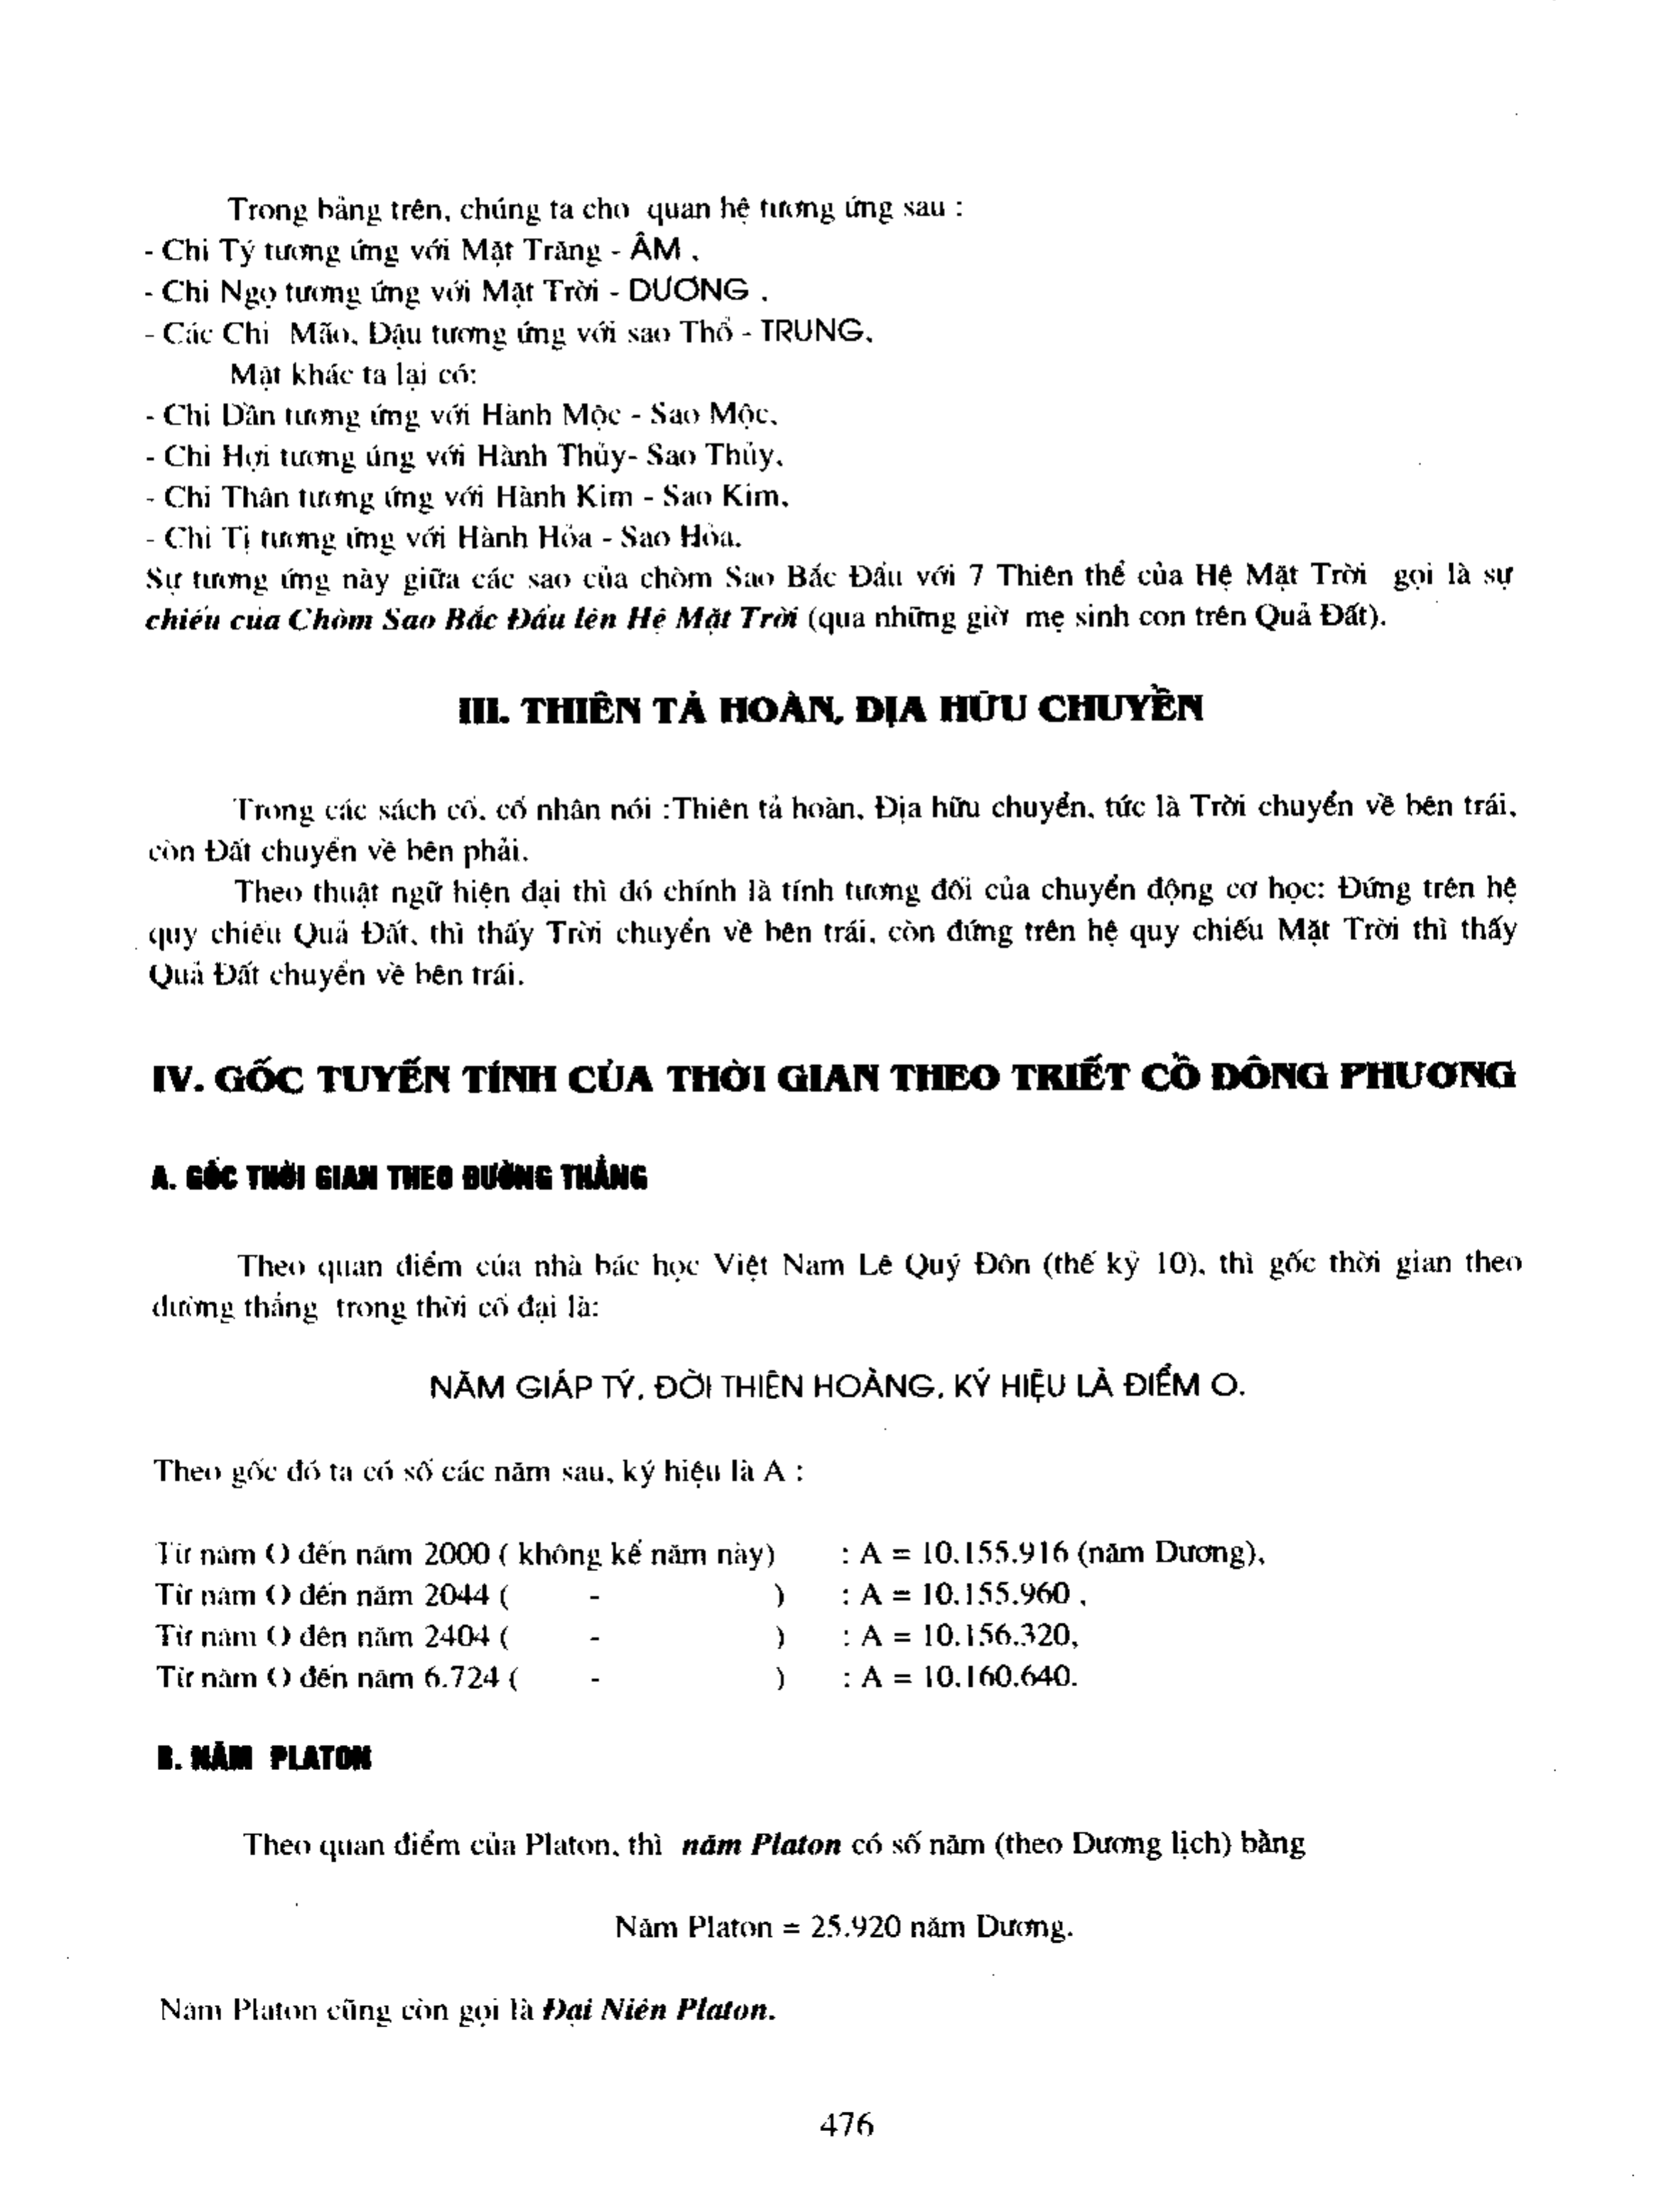 Trong bảng trên, chúng ta cho quan hệ tương ứng sau :
- Chi Tý tương ứng với Mặt Trăng - ÂM ,
- Chi Ngọ tương ứng với Mặt Trời - DƯƠNG .
- Các Chi Mão, Dậu tương ứng với sao Thổ - TRUNG.
Mặt khác ta lại có:
- Chi Dần tương ứng với Hành Mộc - Sao Mộc,
- Chi Hợi tương úng với Hành Thủy- Sao Thủy,
- Chi Thân tương ứng với Hành Kim - Sao Kim,
- Chi Tị tương ứng với Hành Hỏa - Sao Hỏa.
Sự tương ứng này giữa các sao của chòm Sao Bắc Đẩu với 7 Thiên thể của Hệ Mặt Trời gọi là sự
chiếu của Chòm Sao Bắc Đẩu lên Hệ Mặt Trời (qua những giờ mẹ sinh con trên Quả Đất).
III. THIÊN TẢ HOÀN, ĐỊA HỮU CHUYỂN
Trong các sách cổ, cổ nhân nói :Thiên tả hoàn, Địa hữu chuyển, tức là Trời chuyển về bên trái,
còn Đất chuyển về bên phải.
Theo thuật ngữ hiện đại thì đó chính là tính tương đối của chuyển động cơ học: Đứng trên hệ
quy chiếu Quả Đất, thì thấy Trời chuyển về bên trái, còn đứng trên hệ quy chiếu Mặt Trời thì thấy
Quả Đất chuyển về bên trái.
IV. GỐC TUYẾN TÍNH CỦA THỜI GIAN THEO TRIẾT CỔ ĐÔNG PHƯƠNG
A. GỐC THỜI GIAN THEO ĐƯỜNG THẲNG
Theo quan điểm của nhà bác học Việt Nam Lê Quý Đôn (thế kỷ 10), thì gốc thời gian theo
đường thẳng trong thời cổ đại là:
NĂM GIÁP TÝ, ĐỜI THIÊN HOÀNG, KÝ HIỆU LÀ ĐIỂM O.
Theo gốc đó ta có số các năm sau, ký hiệu là A :
Từ năm O đến năm 2000 ( không kể năm này) : A = 10.155.916 (năm Dương),
Từ năm O đến năm 2044 ( - ) : A = 10.155.960 ,
Từ năm O đên năm 2404 ( - ) : A = 10.156.320,
Từ năm O đến năm 6.724 ( - ) : A = 10.160.640.
B. NĂM PLATON
Theo quan điểm của Platon, thì năm Platon có số năm (theo Dương lịch) bằng
Năm Platon = 25.920 năm Dương.
Năm Platon cũng còn gọi là Đại Niên Platon.
476